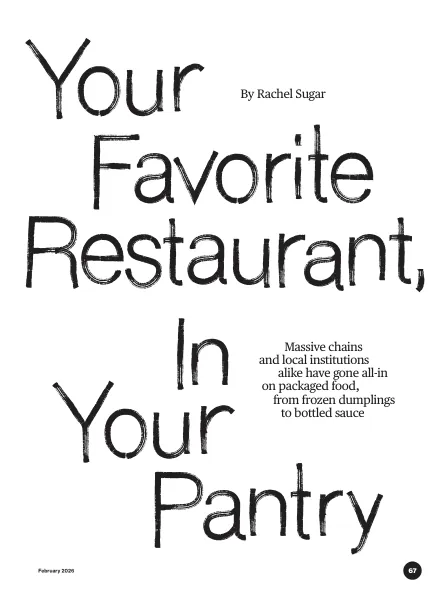 Your
By Rachel Sugar
Favorite
Restaurant,
In
Your
Massive chains
and local institutions
alike have gone all-in
on packaged food,
from frozen dumplings
to bottled sauce
Pantry
February 2026
67